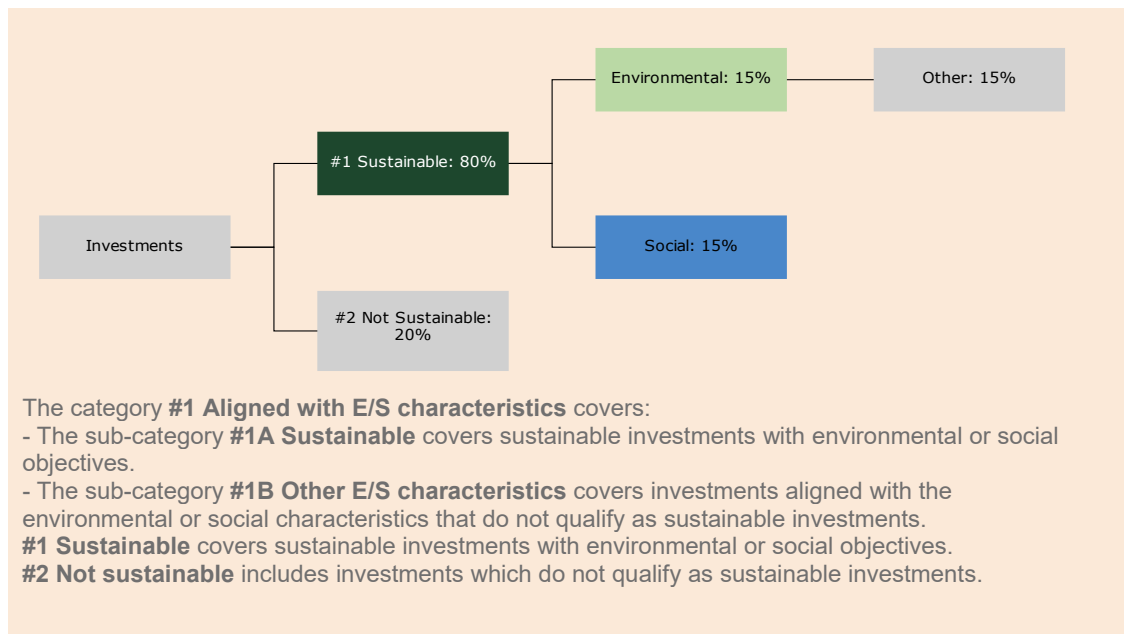 Environmental: 15%
Other: 15%
#1 Sustainable: 80%
Investments
Social: 15%
#2 Not Sustainable:
20%
The category #1 Aligned with E/S characteristics covers:
- The sub-category #1A Sustainable covers sustainable investments with environmental or social
objectives.
- The sub-category #1B Other E/S characteristics covers investments aligned with the
environmental or social characteristics that do not qualify as sustainable investments.
#1 Sustainable covers sustainable investments with environmental or social objectives.
#2 Not sustainable includes investments which do not qualify as sustainable investments.